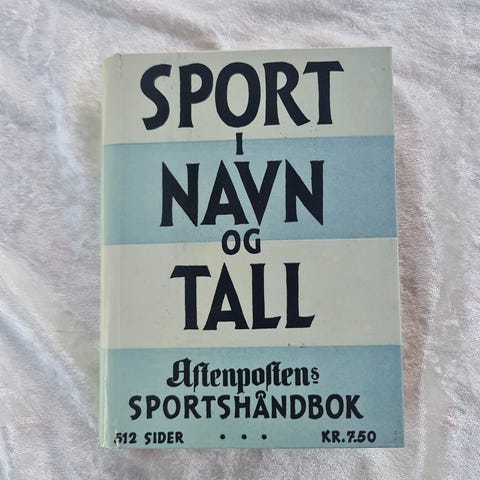 SPORT
I
NAVN
OG
TALL
Aftenpostens
SPORTSHÅNDBOK
512 SIDER • • • KR. 7.50